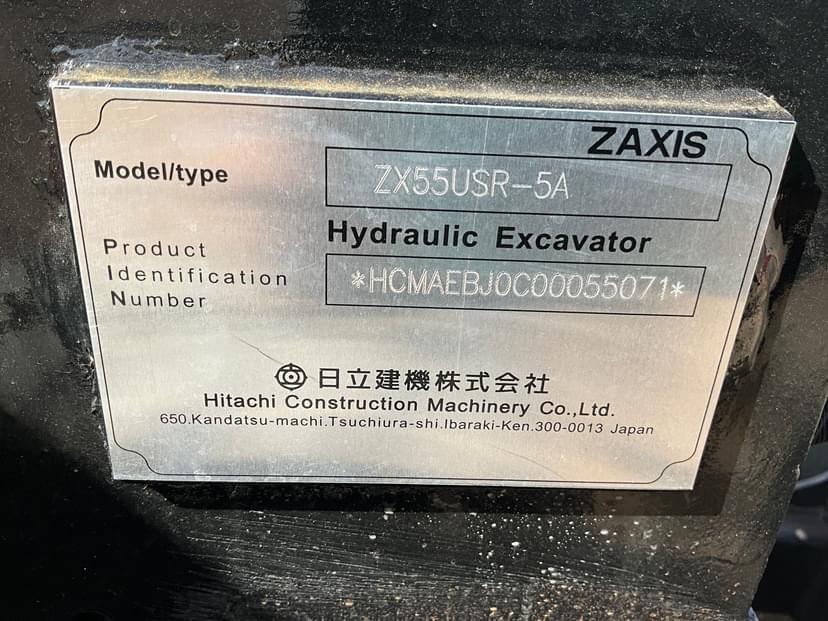 ZAXIS
Model/type ZX55USR-5A
Hydraulic Excavator
Product
Identification
Number
*HCMAEBJ0C00055071*
日立建機株式会社
Hitachi Construction Machinery Co.,Ltd.
650.Kandatsu-machi.Tsuchiura-shi.Ibaraki-Ken.300-0013 Japan